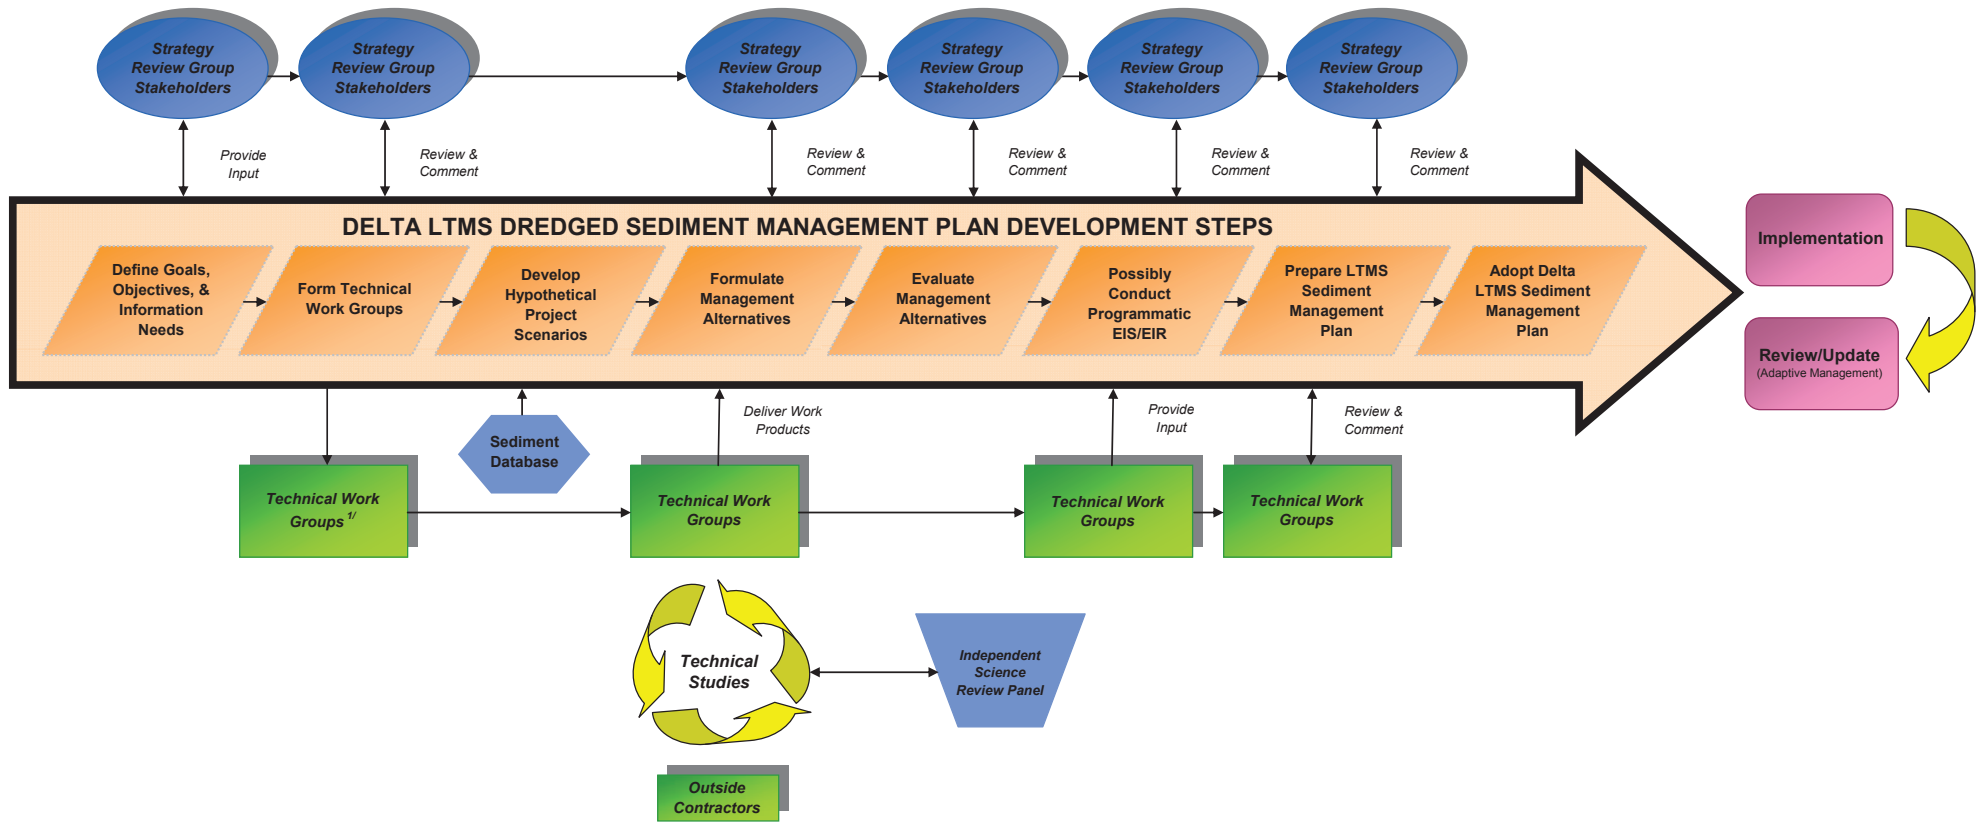 Strategy
Review Group
Stakeholders
Strategy
Review Group
Stakeholders
Strategy
Review Group
Stakeholders
Strategy
Review Group
Stakeholders
Strategy
Review Group
Stakeholders
Strategy
Review Group
Stakeholders
Provide
Input
Review &
Comment
Review &
Comment
Review &
Comment
Review &
Comment
Review &
Comment
DELTA LTMS DREDGED SEDIMENT MANAGEMENT PLAN DEVELOPMENT STEPS
Define Goals,
Objectives, &
Information
Needs
Form Technical
Work Groups
Develop
Hypothetical
Project
Scenarios
Formulate
Management
Alternatives
Evaluate
Management
Alternatives
Possibly
Conduct
Programmatic
EIS/EIR
Prepare LTMS
Sediment
Management
Plan
Adopt Delta
LTMS Sediment
Management
Plan
Implementation
Review/Update
(Adaptive Management)
Deliver Work
Products
Provide
Input
Review &
Comment
Sediment
Database
Technical Work
Groups 1/
Technical Work
Groups
Technical Work
Groups
Technical Work
Groups
Technical
Studies
Independent
Science
Review Panel
Outside
Contractors